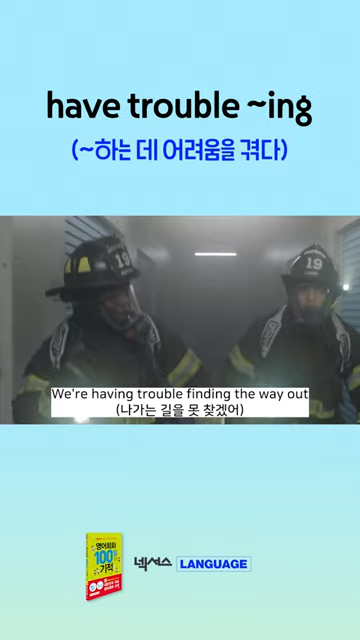 have trouble ~ing
(~하는 데 어려움을 겪다)
19
We're having trouble finding the way out
(나가는 길을 못 찾겠어)
영어회화
100일의
기적
넥서스 LANGUAGE